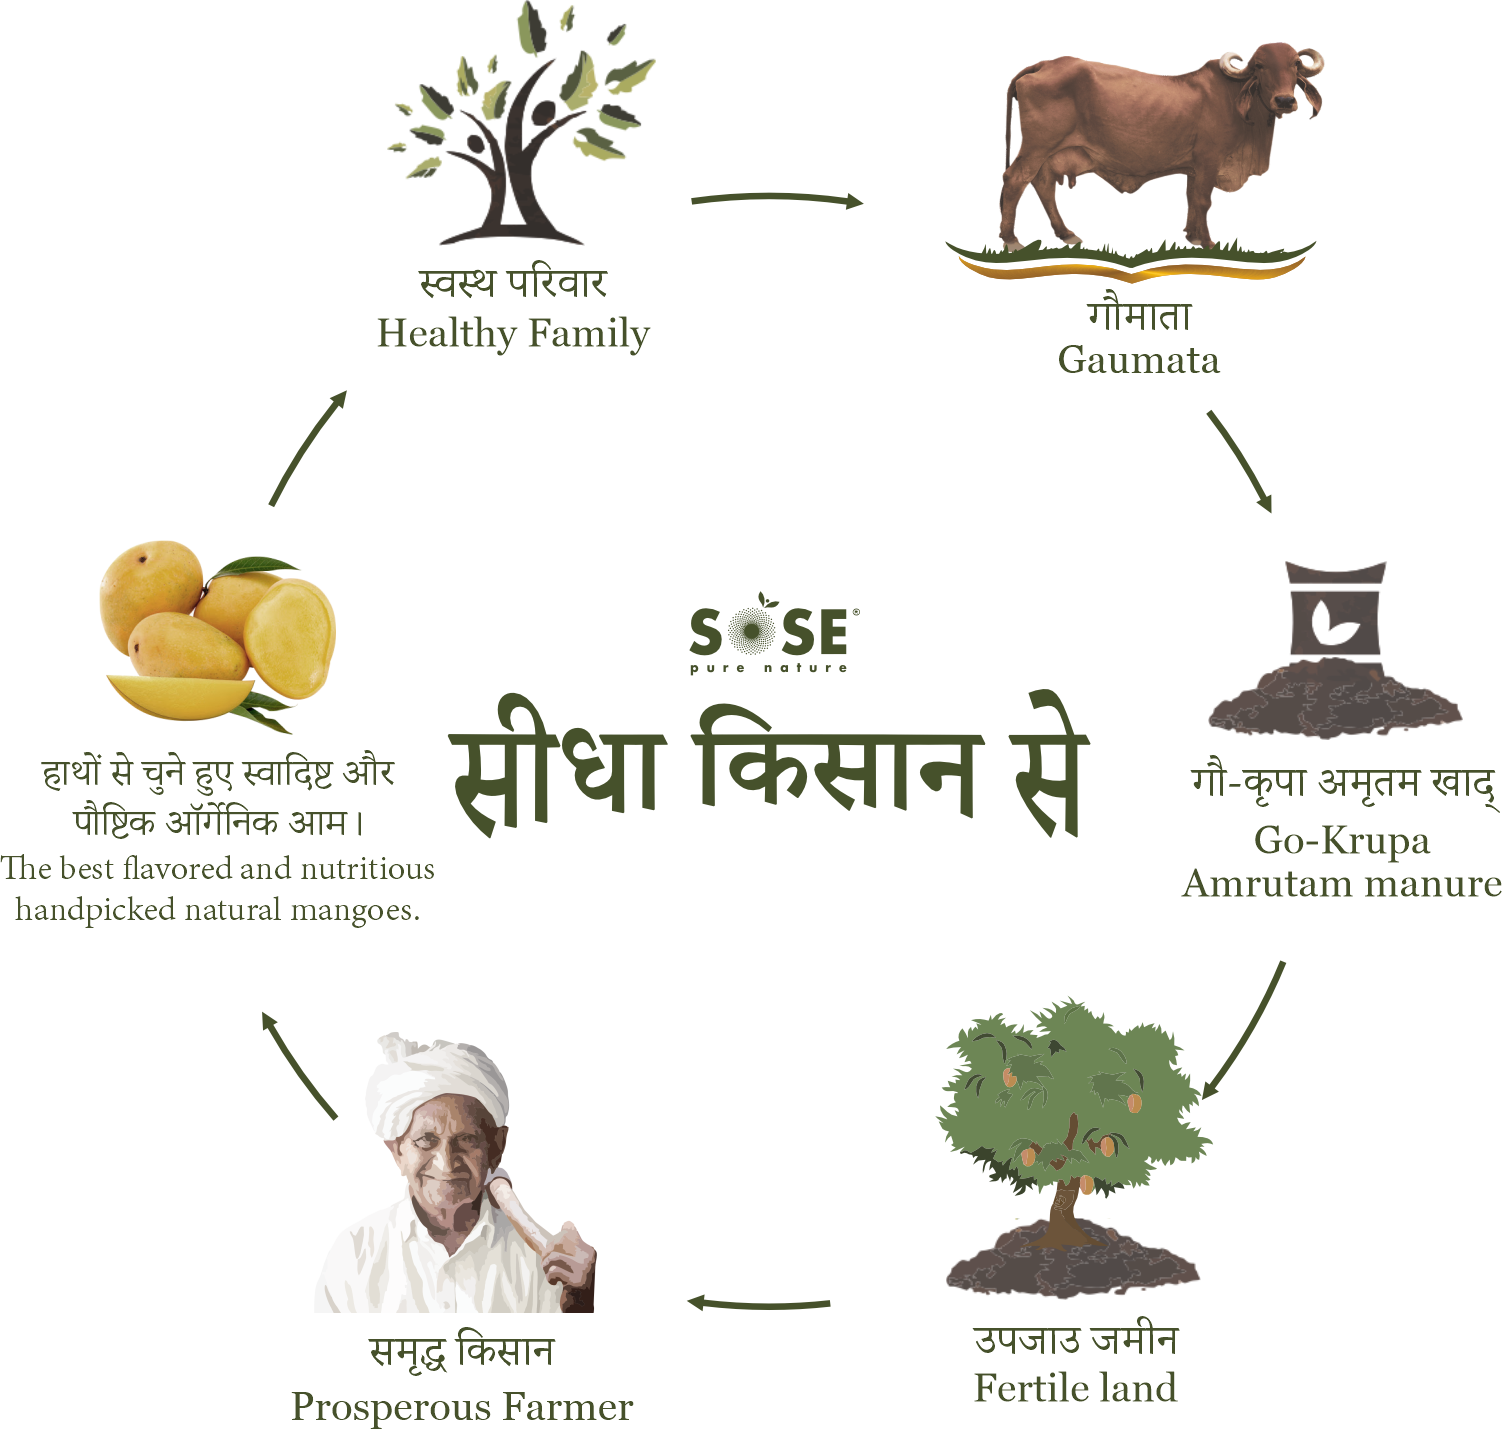 स्वस्थ परिवार
Healthy Family
गौमाता
Gaumata
SOSE®
pure nature
सीधा किसान से
हाथों से चुने हुए स्वादिष्ट और
पौष्टिक ऑर्गेनिक आम।
The best flavored and nutritious
handpicked natural mangoes.
गौ-कृपा अमृतम खाद्
Go-Krupa
Amrutam manure
समृद्ध किसान
Prosperous Farmer
उपजाउ जमीन
Fertile land